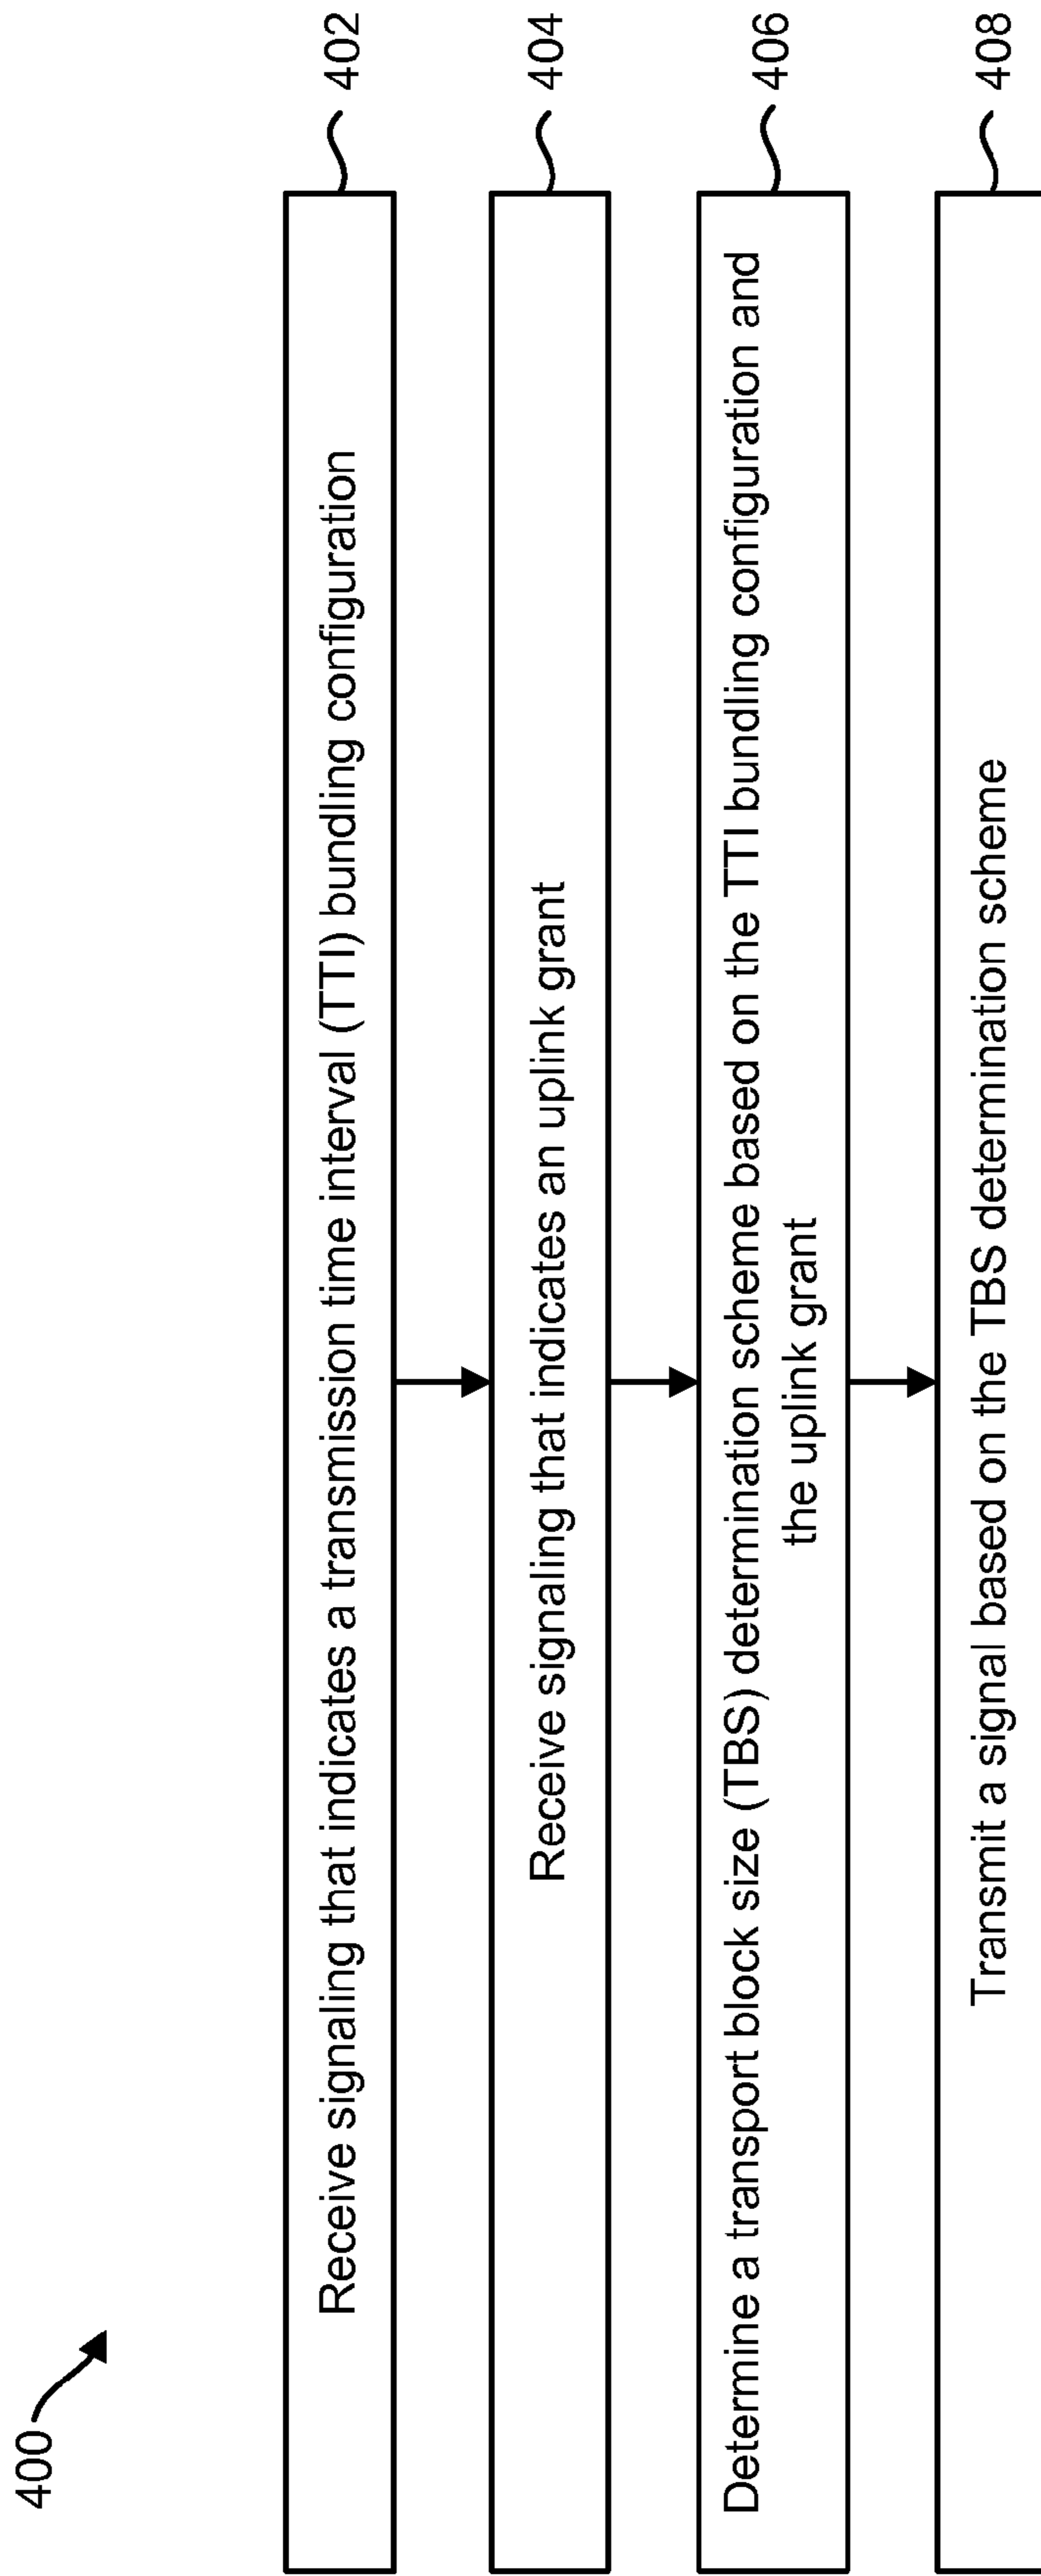 400
Receive signaling that indicates a transmission time interval (TTI) bundling configuration
402
Receive signaling that indicates an uplink grant
404
Determine a transport block size (TBS) determination scheme based on the TTI bundling configuration and
the uplink grant
406
Transmit a signal based on the TBS determination scheme
408